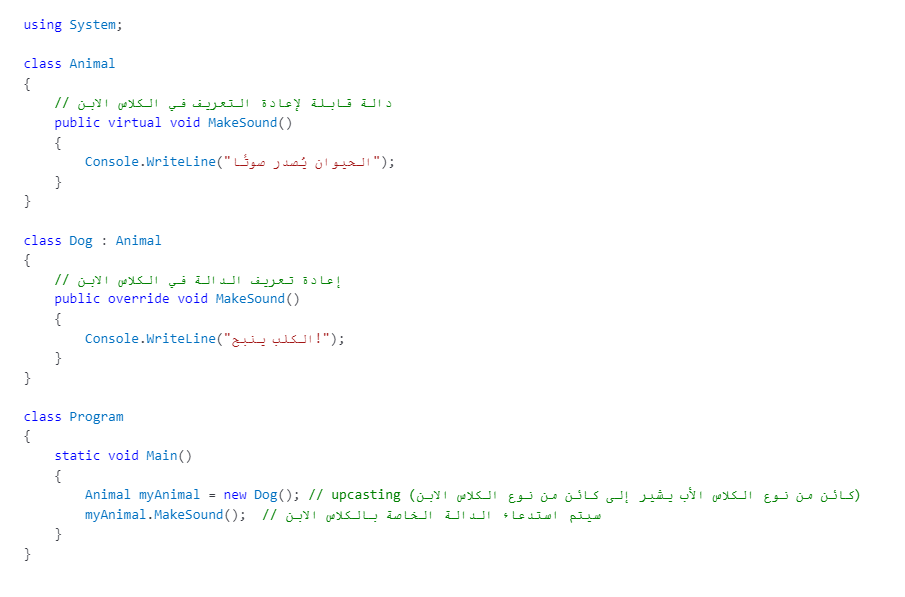 using System;

class Animal
{
    // دالة قابلة لإعادة التعريف في الكلاس الابن
    public virtual void MakeSound()
    {
        Console.WriteLine("الحيوان يُصدر صوتًا");
    }
}

class Dog : Animal
{
    // إعادة تعريف الدالة في الكلاس الابن
    public override void MakeSound()
    {
        Console.WriteLine("الكلب ينبح!");
    }
}

class Program
{
    static void Main()
    {
        Animal myAnimal = new Dog(); // upcasting (كائن من نوع الكلاس الأب يشير إلى كائن من نوع الكلاس الابن)
        myAnimal.MakeSound();  // سيتم استدعاء الدالة الخاصة بالكلاس الابن
    }
}